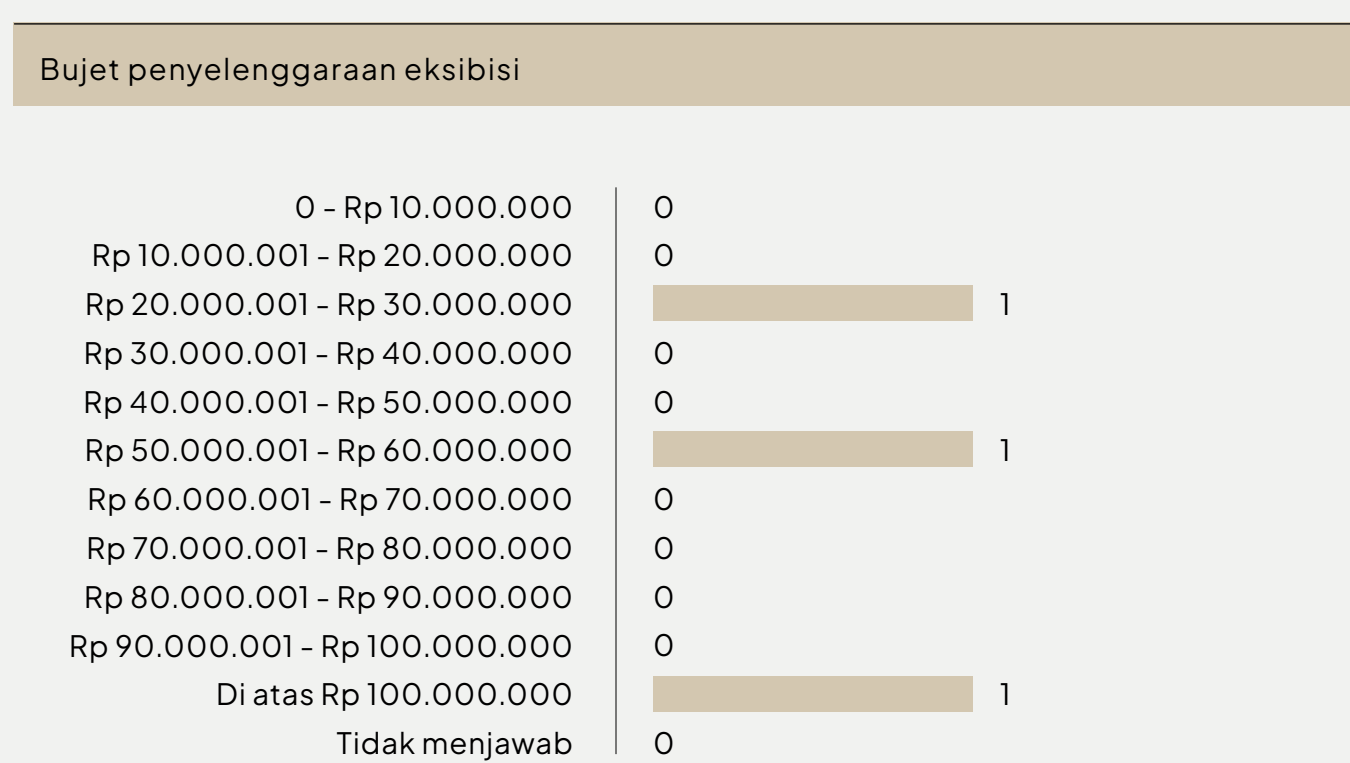 Bujet penyelenggaraan eksibisi
0 - Rp 10.000.000 0
Rp 10.000.001 - Rp 20.000.000 0
Rp 20.000.001 - Rp 30.000.000 1
Rp 30.000.001 - Rp 40.000.000 0
Rp 40.000.001 - Rp 50.000.000 0
Rp 50.000.001 - Rp 60.000.000 1
Rp 60.000.001 - Rp 70.000.000 0
Rp 70.000.001 - Rp 80.000.000 0
Rp 80.000.001 - Rp 90.000.000 0
Rp 90.000.001 - Rp 100.000.000 0
Di atas Rp 100.000.000 1
Tidak menjawab 0